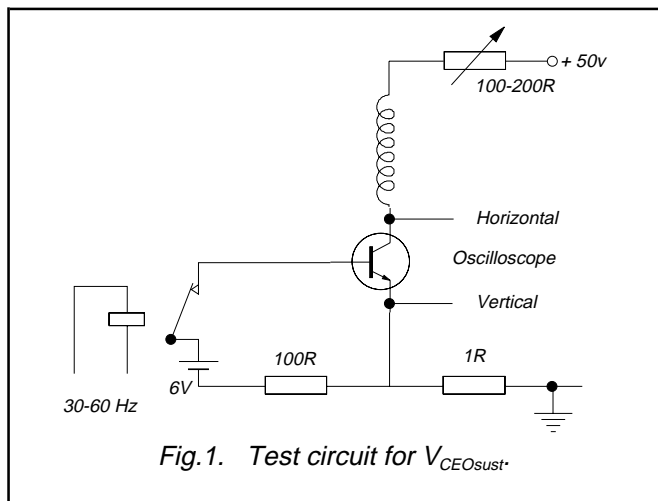 + 50v
100-200R
Horizontal
Oscilloscope
Vertical
100R
1R
6V
30-60 Hz
Fig.1. Test circuit for VCEOsust.